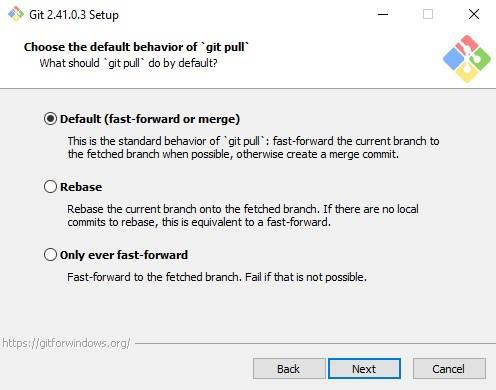 Git 2.41.0.3 Setup
Choose the default behavior of `git pull`
What should `git pull` do by default?
Default (fast-forward or merge)
This is the standard behavior of `git pull`: fast-forward the current branch to
the fetched branch when possible, otherwise create a merge commit.
Rebase
Rebase the current branch onto the fetched branch. If there are no local
commits to rebase, this is equivalent to a fast-forward.
Only ever fast-forward
Fast-forward to the fetched branch. Fail if that is not possible.
https://gitforwindows.org/
Back Next Cancel